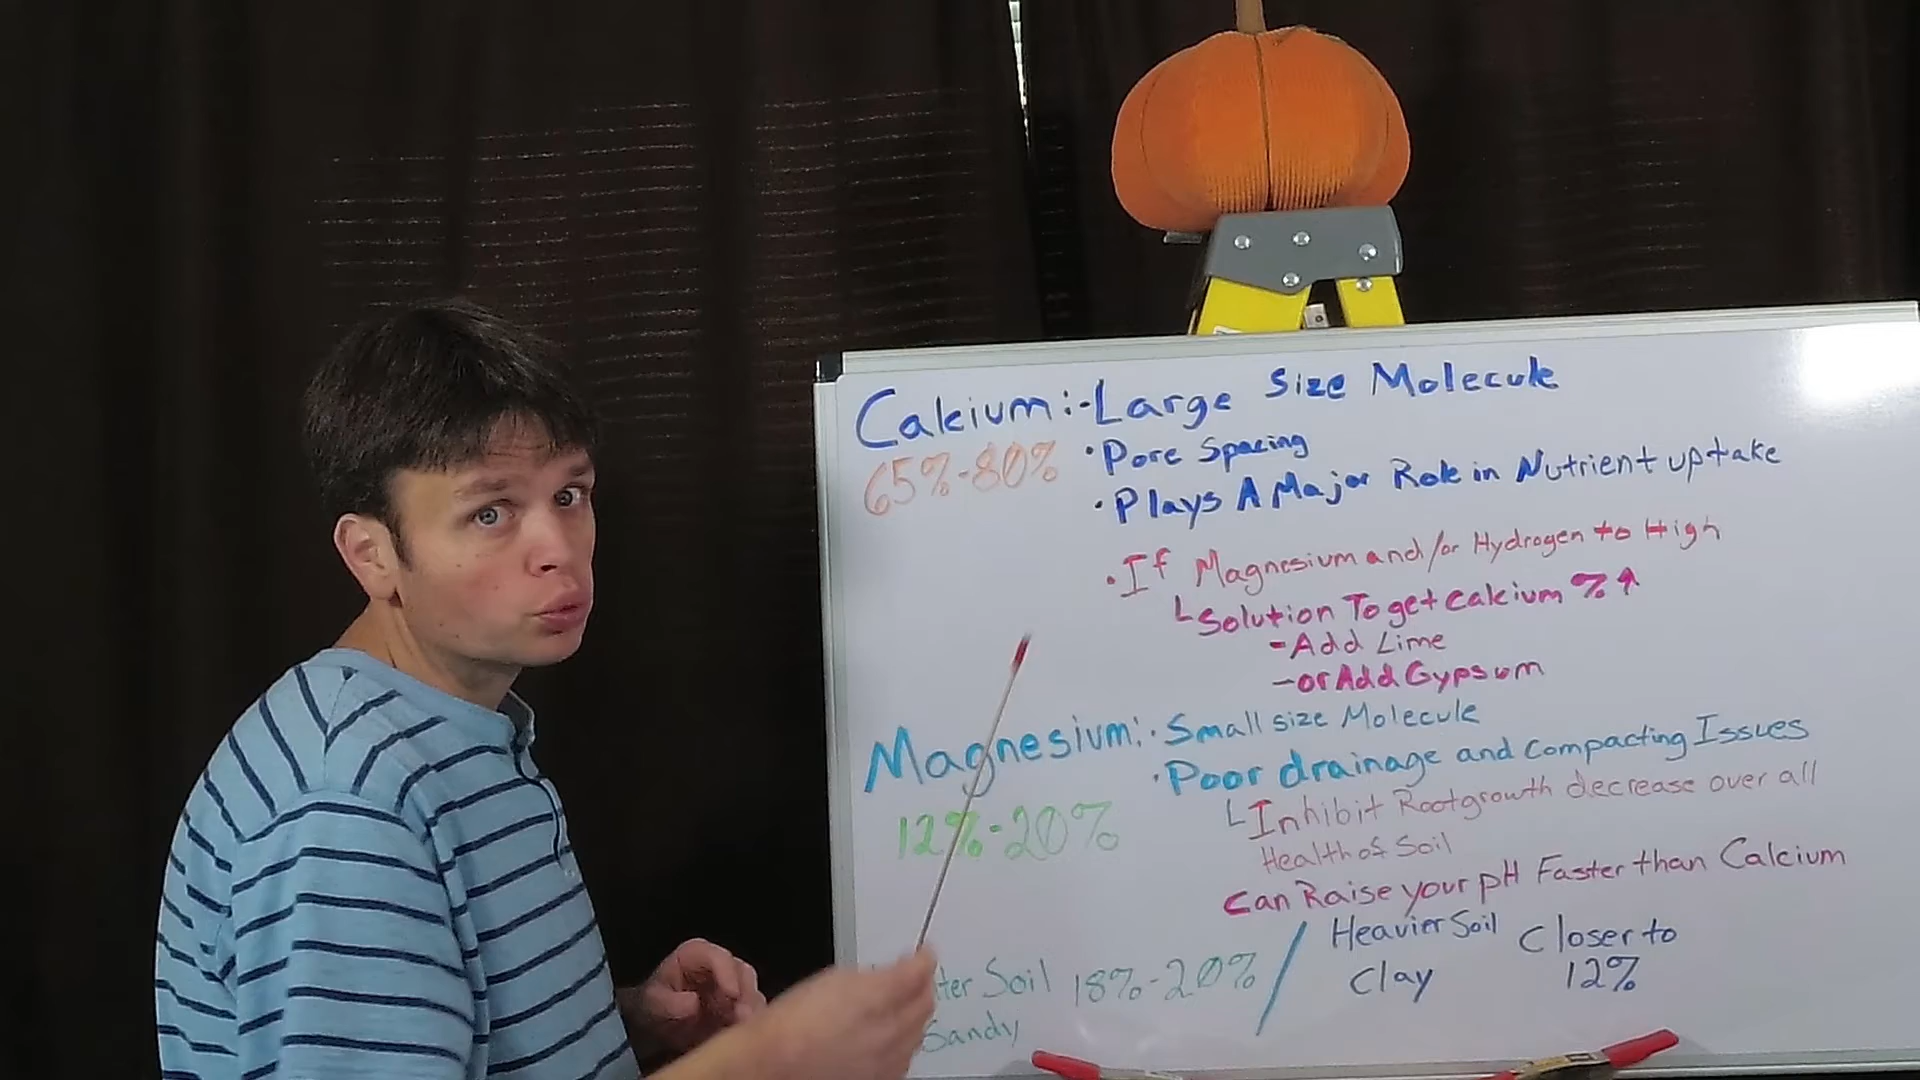 Calcium:·Large Size Molecule
65%-80%
·Pore Spacing
·Plays A Major Role in Nutrient uptake
·If Magnesium and/or Hydrogen to High
Solution To get Calcium %↑
-Add Lime
-or Add Gypsum
Magnesium:·Small size Molecule
12%-20%
·Poor drainage and compacting Issues
Inhibit Root growth decrease over all
Health of Soil
Can Raise your pH Faster than Calcium
Soil 18%-20% / Heavier Soil Closer to
Sandy Clay 12%